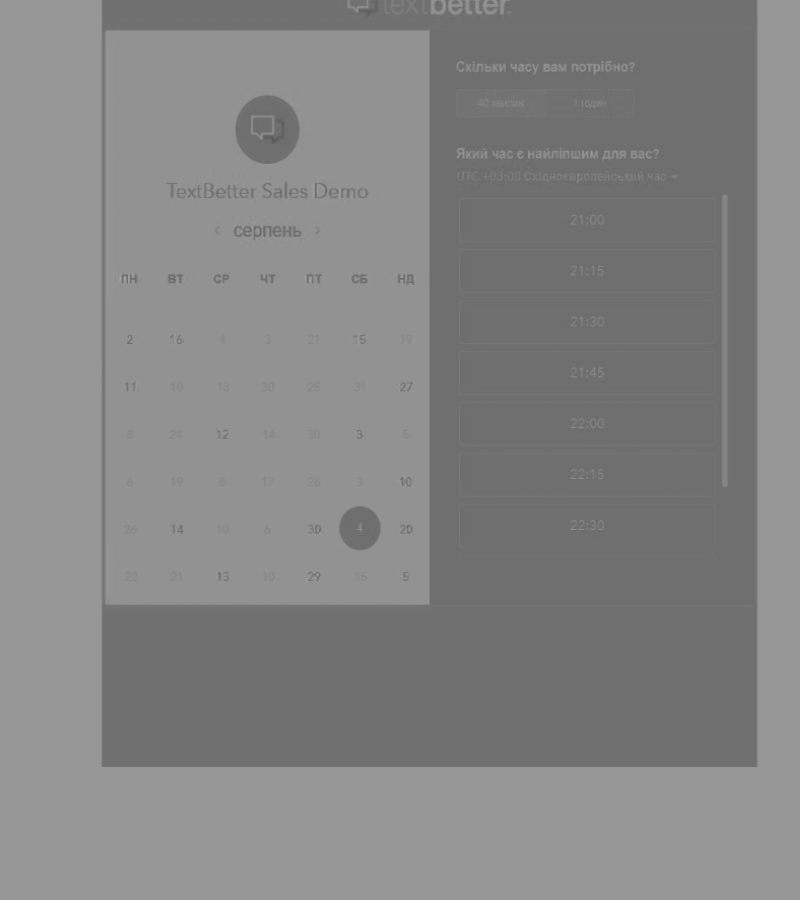 textbetter.
TextBetter Sales Demo
‹ серпень ›
ПН ВТ СР ЧТ ПТ СБ НД
2 16 4 3 21 15 19
11 10 13 30 25 31 27
8 24 12 14 30 3 5
6 19 8 17 26 3 10
26 14 10 6 30 4 20
22 21 13 10 29 15 5
Скільки часу вам потрібно?
40 хвилин 1 годин
Який час є найліпшим для вас?
UTC +03:00 Східноєвропейський час
21:00
21:15
21:30
21:45
22:00
22:15
22:30